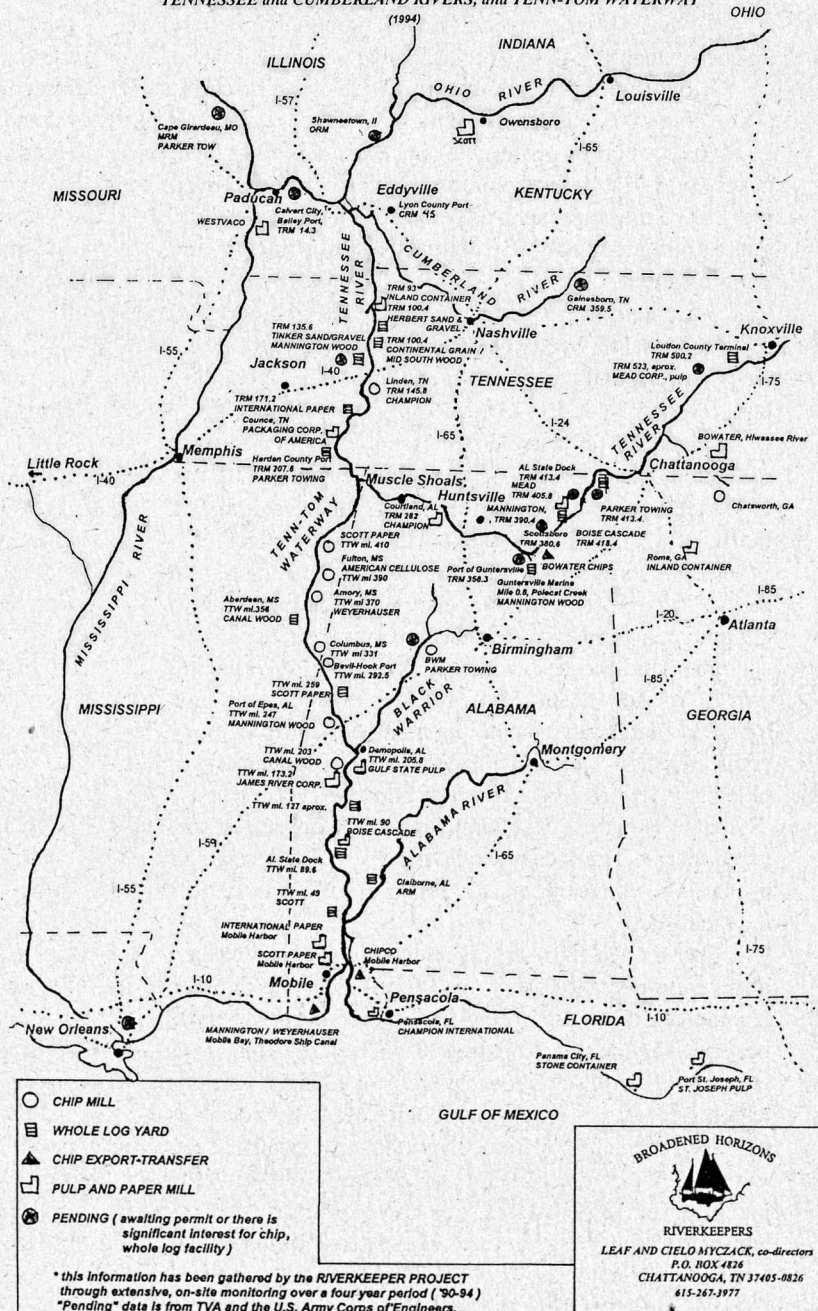 TENNESSEE and CUMBERLAND RIVERS, and TENN-TOM WATERWAY
(1994)
OHIO
INDIANA
ILLINOIS
OHIO RIVER
Louisville
I-57
Cape Girardeau, MO
MRM
PARKER TOW
Shawneetown, Il
ORM
SCOTT
Owensboro
I-65
MISSOURI
Paducah
Eddyville
KENTUCKY
WESTVACO
Calvert City,
Bailey Port,
TRM 14.3
Lyon County Port
CRM 45
CUMBERLAND RIVER
TENNESSEE RIVER
TRM 93
INLAND CONTAINER
TRM 100.4
HERBERT SAND &
GRAVEL
Gainesboro, TN
CRM 359.5
Nashville
TRM 135.6
TINKER SAND/GRAVEL
MANNINGTON WOOD
TRM 100.4
CONTINENTAL GRAIN /
MID SOUTH WOOD
Loudon County Terminal
TRM 590.2
Knoxville
I-55
Jackson
I-40
TENNESSEE
TRM 523, aprox.
MEAD CORP., pulp
I-75
Linden, TN
TRM 145.8
CHAMPION
TRM 171.2
INTERNATIONAL PAPER
I-24
TENNESSEE RIVER
Counce, TN
PACKAGING CORP.
OF AMERICA
I-65
BOWATER, Hiwassee River
Little Rock
I-40
Memphis
Harden County Port
TRM 207.6
PARKER TOWING
Muscle Shoals
Huntsville
AL State Dock
TRM 413.4
MEAD
TRM 405.8
Chattanooga
Courtland, AL
TRM 282
CHAMPION
MANNINGTON,
TRM 390.4
PARKER TOWING
TRM 413.4
Chatsworth, GA
TENN-TOM WATERWAY
SCOTT PAPER
TTW mi. 410
Scottsboro
TRM 380.6
BOISE CASCADE
TRM 418.4
Rome, GA
INLAND CONTAINER
Fulton, MS
AMERICAN CELLULOSE
TTW mi 390
Port of Guntersville
TRM 358.3
BOWATER CHIPS
MISSISSIPPI RIVER
Amory, MS
TTW mi 370
WEYERHAUSER
Guntersville Marine
Mile 0.8, Polecat Creek
MANNINGTON WOOD
Aberdeen, MS
TTW mi.356
CANAL WOOD
I-20
I-85
Atlanta
Columbus, MS
TTW mi 331
Birmingham
Bevil-Hook Port
TTW mi. 292.5
BWM
PARKER TOWING
I-85
TTW mi. 259
SCOTT PAPER
MISSISSIPPI
Port of Epes, AL
TTW mi. 247
MANNINGTON WOOD
BLACK WARRIOR
ALABAMA
GEORGIA
TTW mi. 203
CANAL WOOD
Demopolis, AL
TTW mi. 205.8
GULF STATE PULP
Montgomery
TTW mi. 173.2
JAMES RIVER CORP.
TTW mi. 127 aprox.
ALABAMA RIVER
TTW mi. 90
BOISE CASCADE
I-59
I-65
Al. State Dock
TTW mi. 89.6
Claiborne, AL
ARM
I-55
TTW mi. 49
SCOTT
INTERNATIONAL PAPER
Mobile Harbor
I-75
SCOTT PAPER
Mobile Harbor
CHIPCO
Mobile Harbor
I-10
Mobile
Pensacola
FLORIDA
I-10
New Orleans
MANNINGTON / WEYERHAUSER
Mobile Bay, Theodore Ship Canal
Pensacola, FL
CHAMPION INTERNATIONAL
Panama City, FL
STONE CONTAINER
Port St. Joseph, FL
ST. JOSEPH PULP
GULF OF MEXICO
CHIP MILL
WHOLE LOG YARD
CHIP EXPORT-TRANSFER
PULP AND PAPER MILL
PENDING ( awaiting permit or there is
significant interest for chip,
whole log facility )
* this information has been gathered by the RIVERKEEPER PROJECT
through extensive, on-site monitoring over a four year period ( '90-94 )
"Pending" data is from TVA and the U.S. Army Corps of Engineers.
BROADENED HORIZONS
RIVERKEEPERS
LEAF AND CIELO MYCZACK, co-directors
P.O. BOX 4826
CHATTANOOGA, TN 37405-0826
615-267-3977